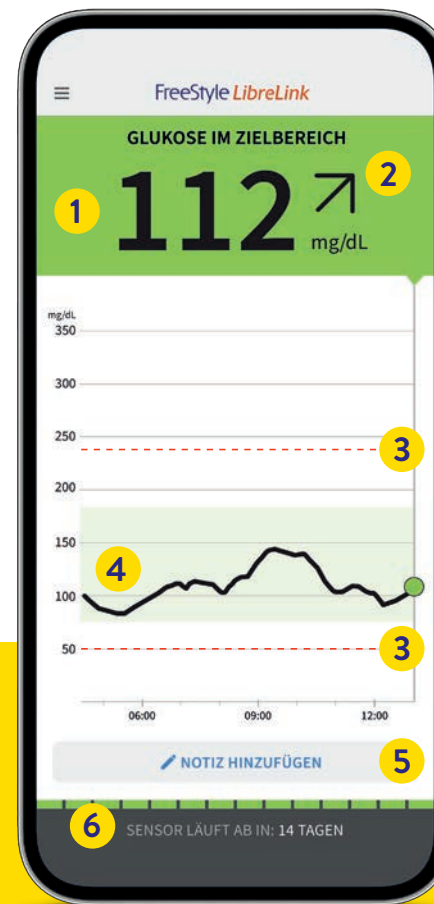 FreeStyle LibreLink
GLUKOSE IM ZIELBEREICH
1
112
2
mg/dL
mg/dL
350
300
250
3
200
150
4
100
50
3
06:00 09:00 12:00
NOTIZ HINZUFÜGEN
5
6
SENSOR LÄUFT AB IN: 14 TAGEN